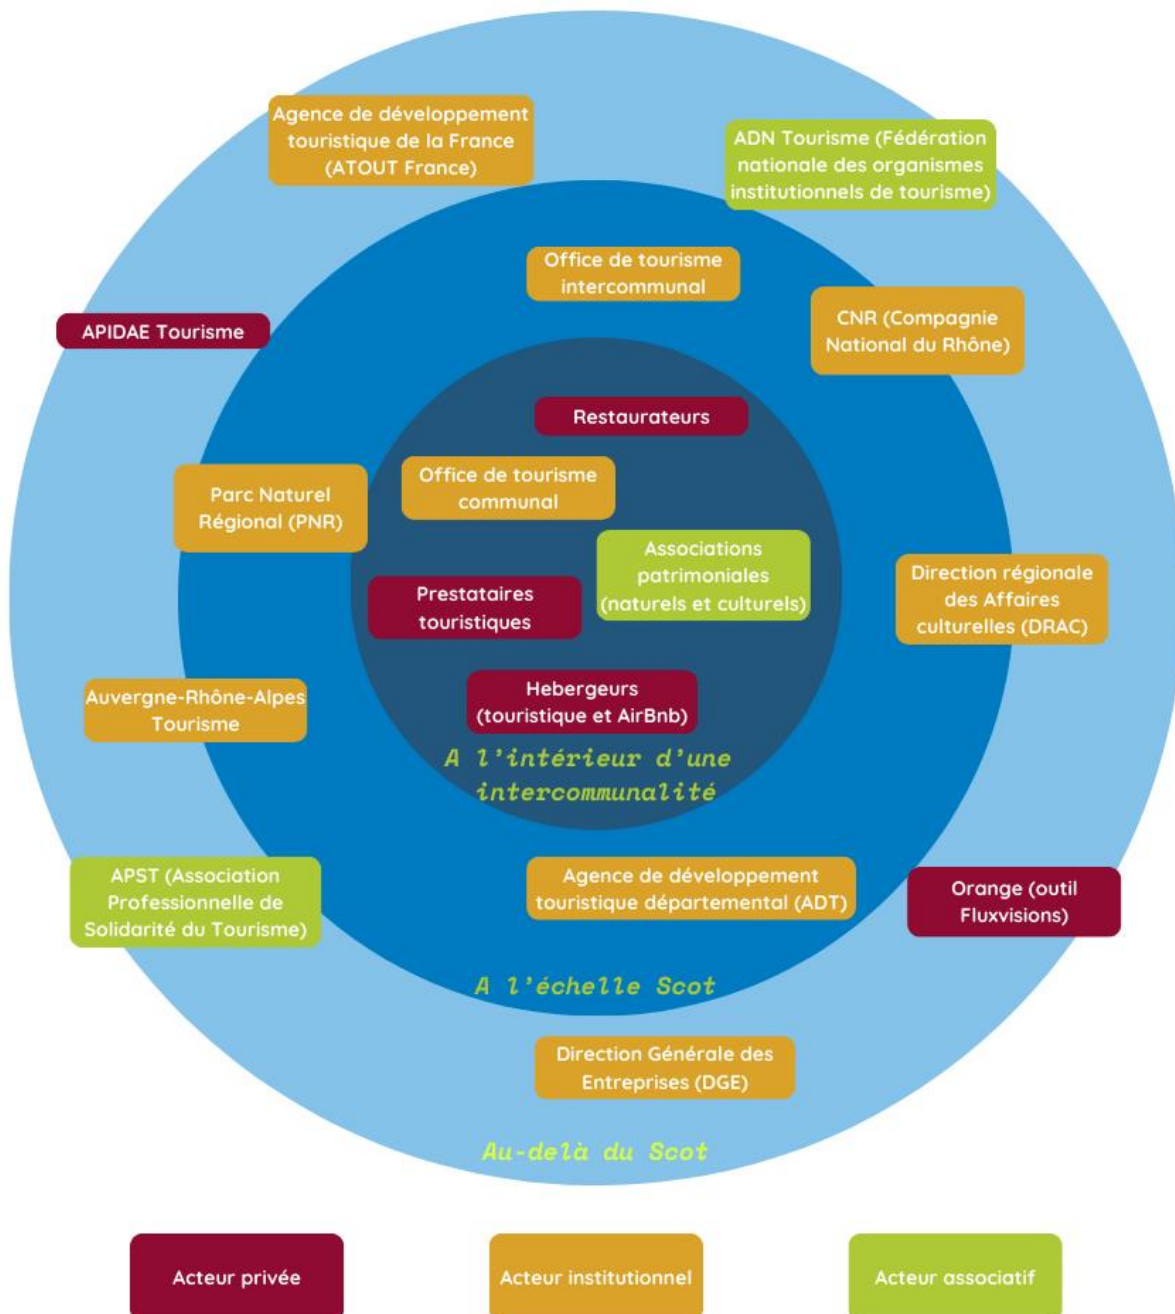 Agence de développement
touristique de la France
(ATOUT France)
ADN Tourisme (Fédération
nationale des organismes
institutionnels de tourisme)
Office de tourisme
intercommunal
CNR (Compagnie
National du Rhône)
APIDAE Tourisme
Restaurateurs
Office de tourisme
communal
Parc Naturel
Régional (PNR)
Associations
patrimoniales
(naturels et culturels)
Prestataires
touristiques
Direction régionale
des Affaires
culturelles (DRAC)
Hebergeurs
(touristique et AirBnb)
Auvergne-Rhône-Alpes
Tourisme
A l'intérieur d'une
intercommunalité
APST (Association
Professionnelle de
Solidarité du Tourisme)
Agence de développement
touristique départemental (ADT)
Orange (outil
Fluxvisions)
A l'échelle Scot
Direction Générale des
Entreprises (DGE)
Au-delà du Scot
Acteur privée
Acteur institutionnel
Acteur associatif